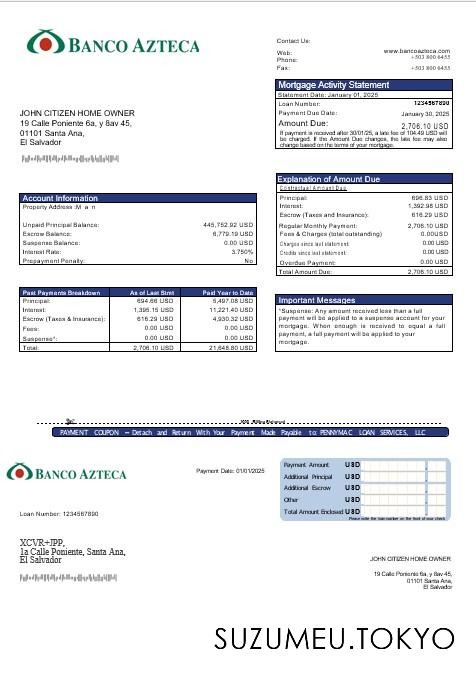 BANCO AZTECA
Contact Us:
Web: www.bancoazteca.com
Phone: +503 800 6455
Fax: +503 800 6455
Mortgage Activity Statement
Statement Date: January 01, 2025
Loan Number: 1234567890
Payment Due Date: January 30, 2025
Amount Due: 2,706.10 USD
If payment is received after 30/01/25, a late fee of 104.49 USD will
be charged. If the Amount Due changes, the late fee may also
change based on the terms of your mortgage.
JOHN CITIZEN HOME OWNER
19 Calle Poniente 6a, y 8av 45,
01101 Santa Ana,
El Salvador
Account Information
Property Address :M a n
Unpaid Principal Balance: 445,752.92 USD
Escrow Balance: 6,779.19 USD
Suspense Balance: 0.00 USD
Interest Rate: 3.750%
Prepayment Penalty: No
Explanation of Amount Due
Contractual Amount Due
Principal: 696.83 USD
Interest: 1,392.98 USD
Escrow (Taxes and Insurance): 616.29 USD
Regular Monthly Payment: 2,706.10 USD
Fees & Charges (total outstanding) 0.00USD
Charges since last statement: 0.00 USD
Credits since last statement: 0.00 USD
Overdue Payment: 0.00 USD
Total Amount Due: 2,706.10 USD
Past Payments Breakdown As of Last Stmt Paid Year to Date
Principal: 694.66 USD 5,497.08 USD
Interest: 1,395.15 USD 11,221.40 USD
Escrow (Taxes & Insurance): 616.29 USD 4,930.32 USD
Fees: 0.00 USD 0.00 USD
Suspense*: 0.00 USD 0.00 USD
Total: 2,706.10 USD 21,648.80 USD
Important Messages
*Suspense: Any amount received less than a full
payment will be applied to a suspense account for your
mortgage. When enough is received to equal a full
payment, a full payment will be applied to your
mortgage.
PAYMENT COUPON – Detach and Return With Your Payment Made Payable to: PENNYMAC LOAN SERVICES, LLC
BANCO AZTECA
Payment Date: 01/01/2025
Loan Number: 1234567890
Payment Amount USD
Additional Principal USD
Additional Escrow USD
Other USD
Total Amount Enclosed USD
Please write the loan number on the front of your check
XCVR+JPP,
1a Calle Poniente, Santa Ana,
El Salvador
JOHN CITIZEN HOME OWNER
19 Calle Poniente 6a, y 8av 45,
01101 Santa Ana,
El Salvador
SUZUMEU.TOKYO